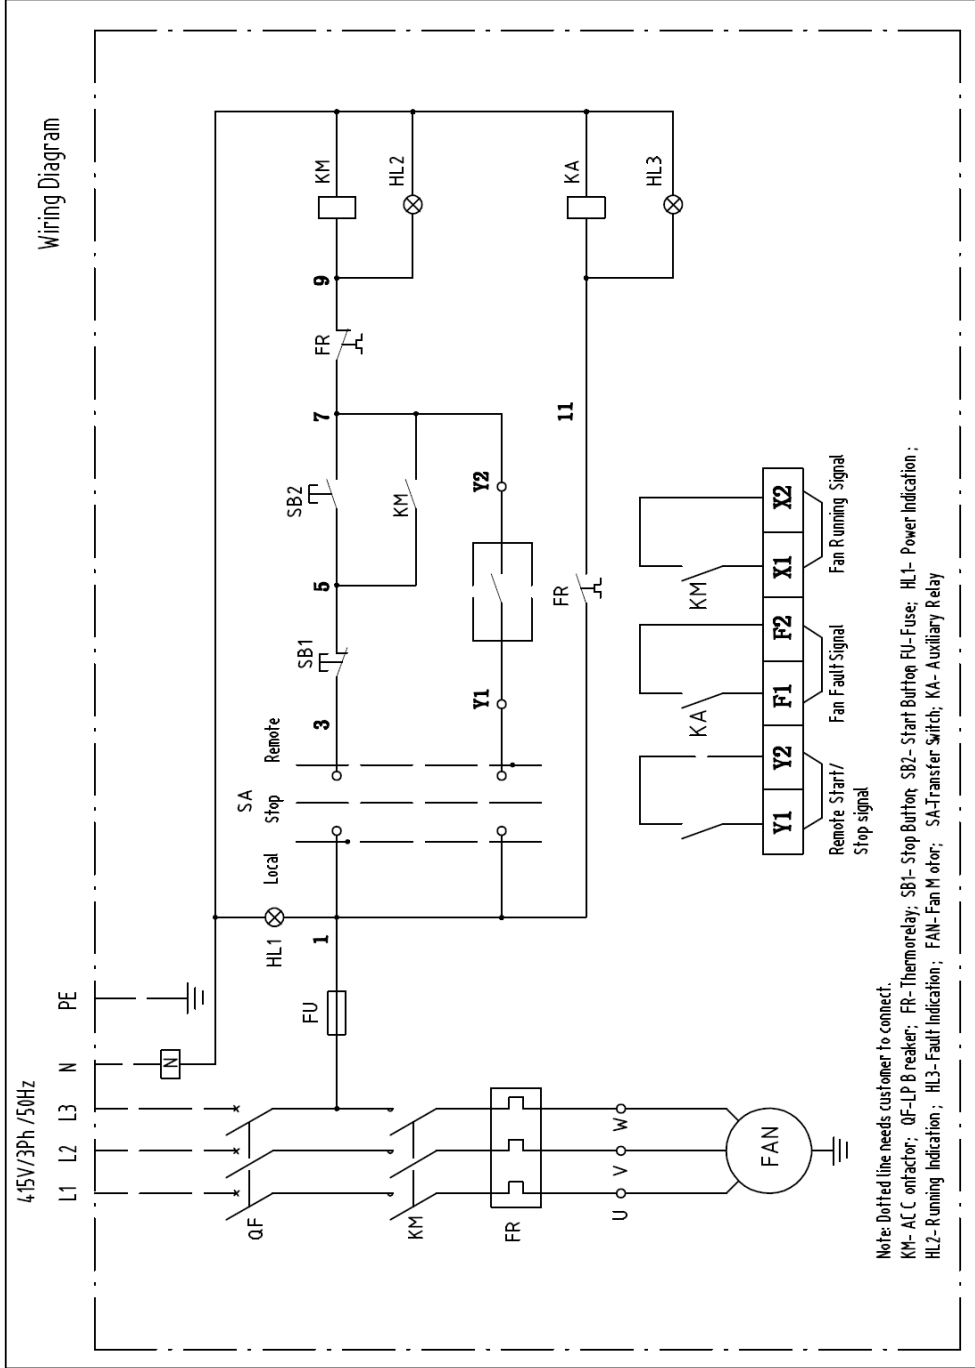 Wiring Diagram
415V/3Ph /50Hz
L1 L2 L3 N PE
N
QF
KM
FR
U V W
FAN
FU
HL1
1
SA
Local Stop Remote
3
SB1
5
SB2
KM
7
FR
9
KM
HL2
Y1
Y2
FR
11
KA
HL3
KA
KM
Y1 Y2 F1 F2 X1 X2
Remote Start/
Stop signal
Fan Fault Signal
Fan Running Signal
Note: Dotted line needs customer to connect.
KM- AC C ontactor; QF-LP B reaker; FR-Thermorelay; SB1- Stop Button; SB2- Start Button; FU-Fuse; HL1- Power Indication ;
HL2- Running Indication ; HL3- Fault Indication ; FAN- Fan M otor; SA-Transfer Switch; KA- Auxiliary Relay